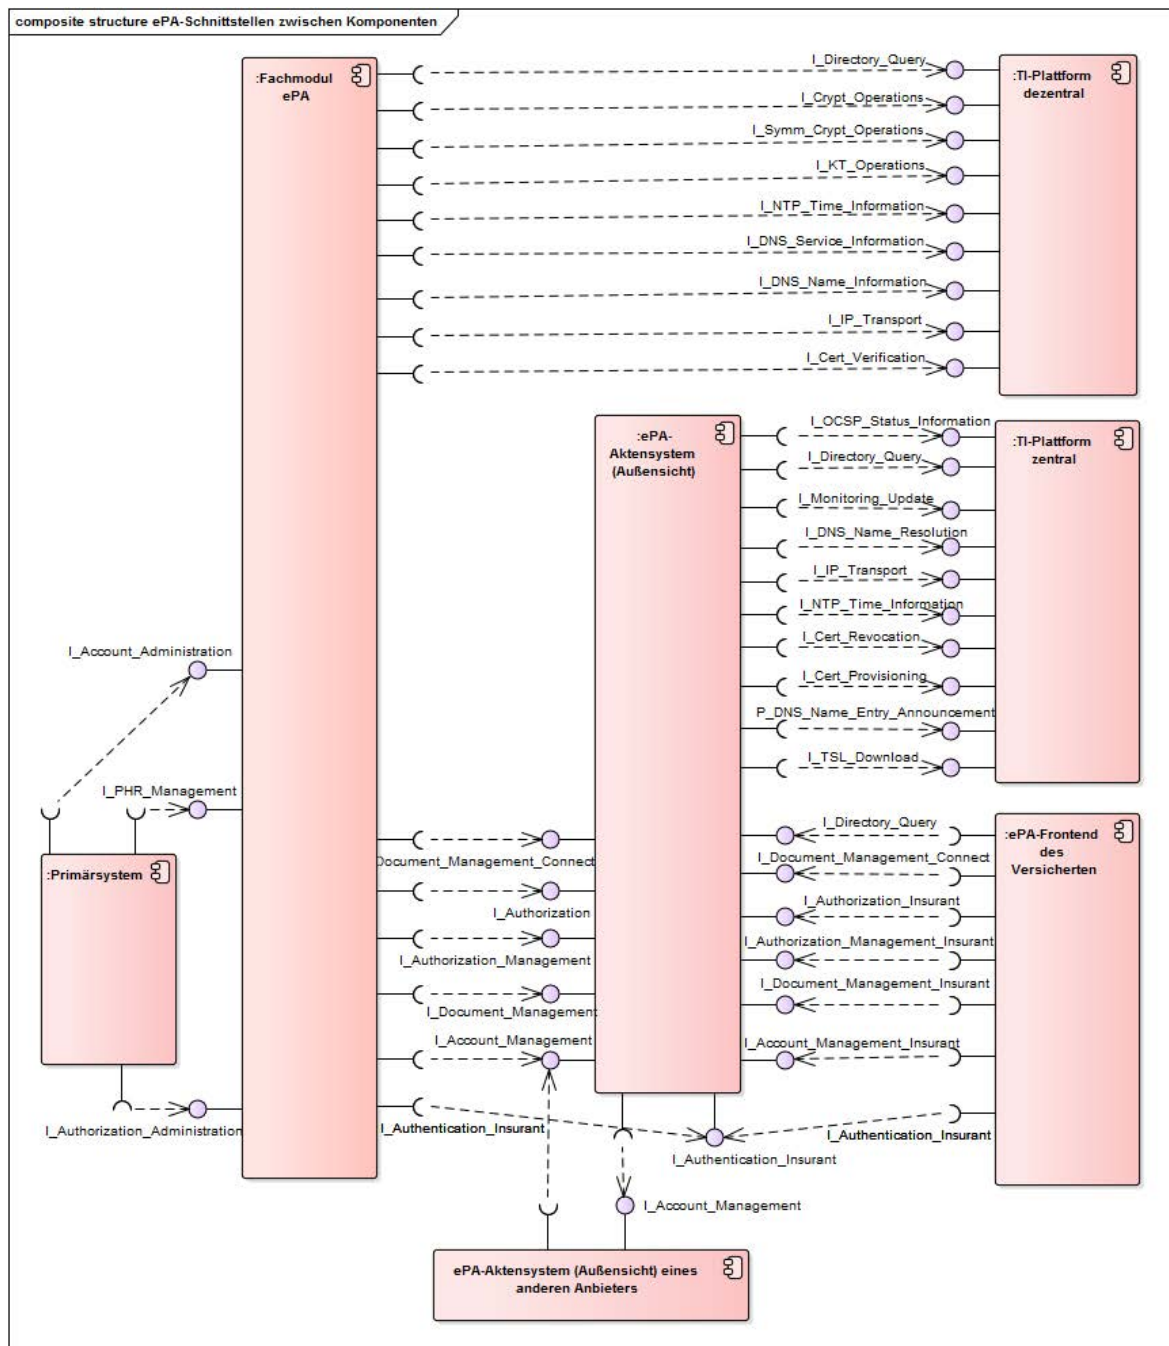 composite structure ePA-Schnittstellen zwischen Komponenten
:Fachmodul
ePA
I_Directory_Query
I_Crypt_Operations
I_Symm_Crypt_Operations
I_KT_Operations
I_NTP_Time_Information
I_DNS_Service_Information
I_DNS_Name_Information
I_IP_Transport
I_Cert_Verification
:TI-Plattform
dezentral
:ePA-
Aktensystem
(Außensicht)
I_OCSP_Status_Information
I_Directory_Query
I_Monitoring_Update
I_DNS_Name_Resolution
I_IP_Transport
I_NTP_Time_Information
I_Cert_Revocation
I_Cert_Provisioning
P_DNS_Name_Entry_Announcement
I_TSL_Download
:TI-Plattform
zentral
I_Account_Administration
I_PHR_Management
:Primärsystem
I_Authorization_Administration
Document_Management_Connect
I_Authorization
I_Authorization_Management
I_Document_Management
I_Account_Management
I_Authentication_Insurant
I_Directory_Query
I_Document_Management_Connect
I_Authorization_Insurant
I_Authorization_Management_Insurant
I_Document_Management_Insurant
I_Account_Management_Insurant
I_Authentication_Insurant
:ePA-Frontend
des
Versicherten
I_Authentication_Insurant
I_Account_Management
ePA-Aktensystem (Außensicht) eines
anderen Anbieters